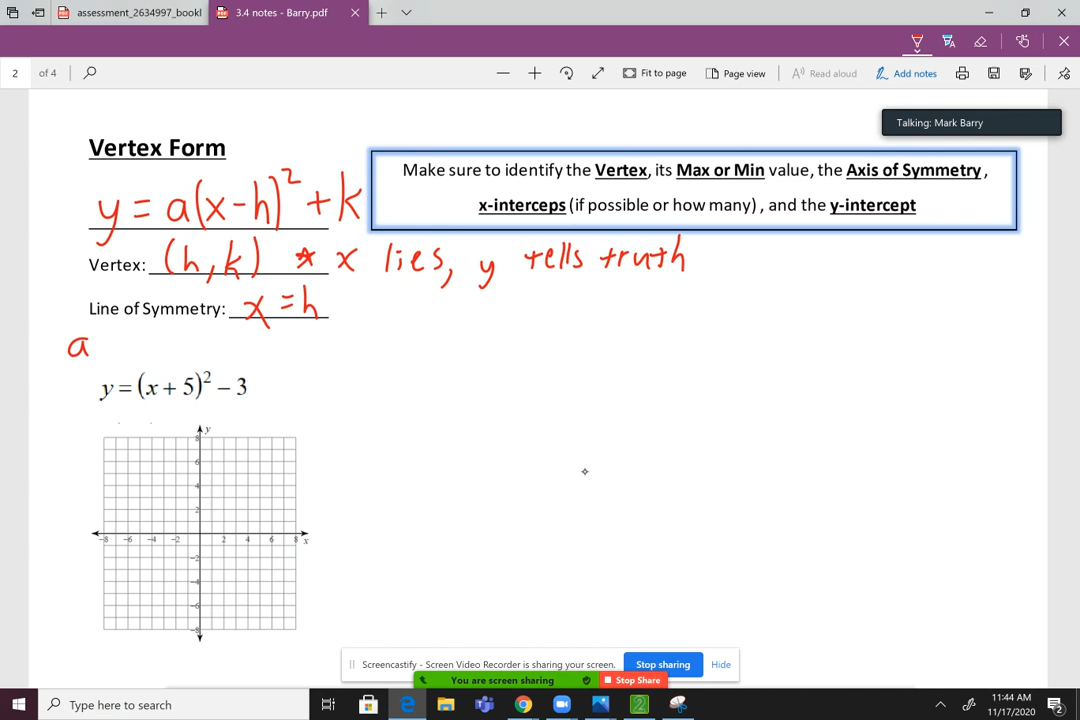 assessment_2634997_bookl
3.4 notes - Barry.pdf
2 of 4
Fit to page
Page view
Read aloud
Add notes
Talking: Mark Barry
Vertex Form
y = a(x-h)² + k
Make sure to identify the Vertex, its Max or Min value, the Axis of Symmetry ,
x-interceps (if possible or how many) , and the y-intercept
Vertex: (h,k) * x lies, y tells truth
Line of Symmetry: x = h
a
y = (x + 5)² − 3
y
8
6
4
2
-8 -6 -4 -2 2 4 6 8 x
-2
-4
-6
-8
Screencastify - Screen Video Recorder is sharing your screen.
Stop sharing
Hide
You are screen sharing
Stop Share
Type here to search
2
11:44 AM
11/17/2020
2